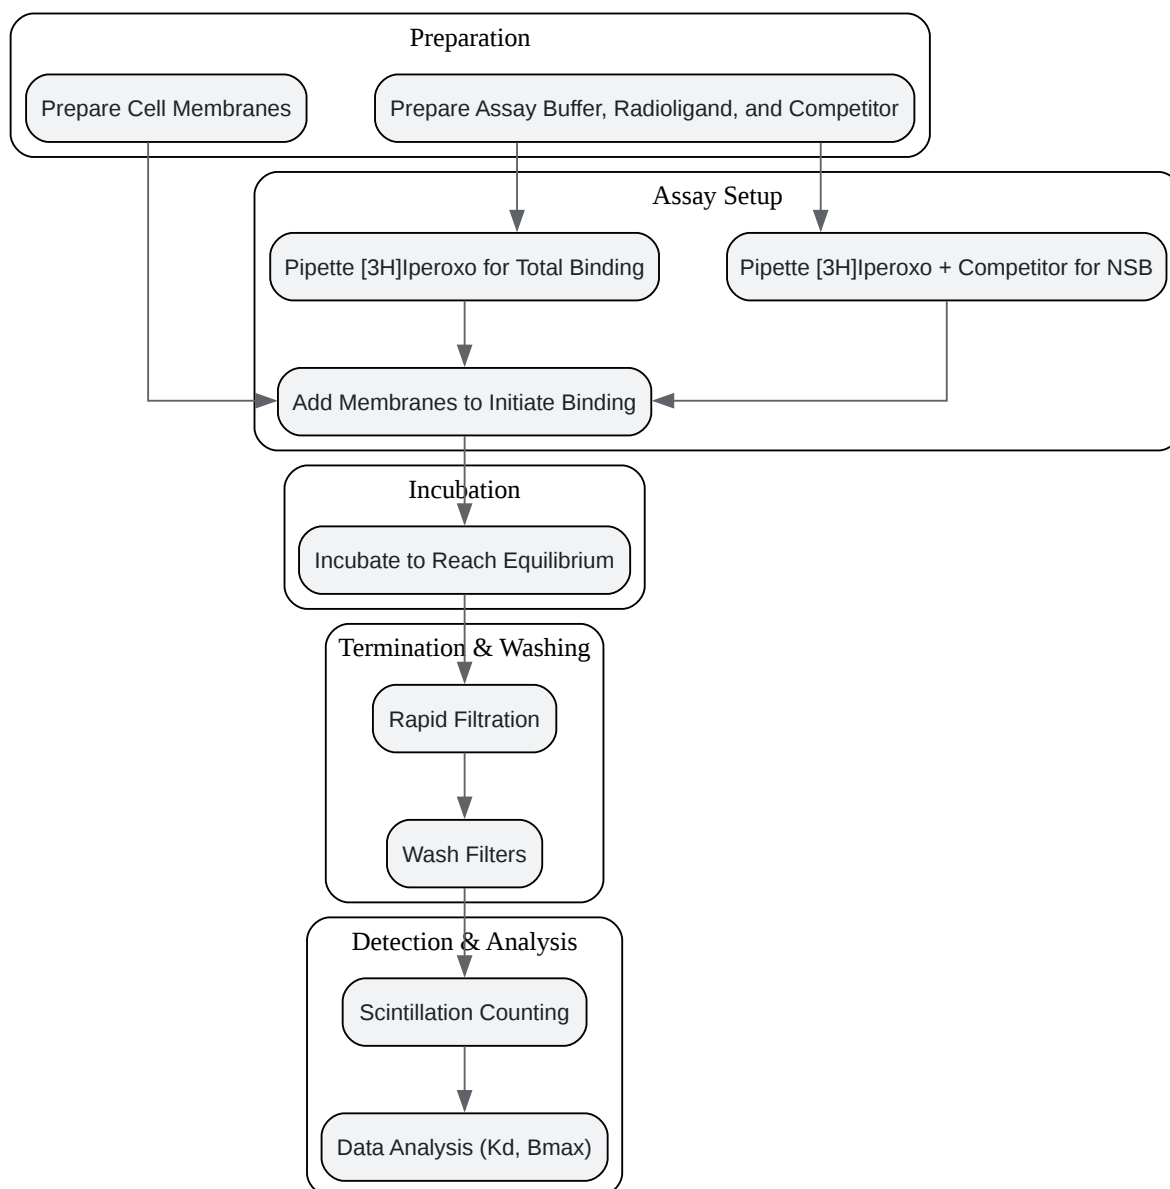 Preparation
Prepare Cell Membranes
Prepare Assay Buffer, Radioligand, and Competitor
Assay Setup
Pipette [3H]Iperoxo for Total Binding
Pipette [3H]Iperoxo + Competitor for NSB
Add Membranes to Initiate Binding
Incubation
Incubate to Reach Equilibrium
Termination & Washing
Rapid Filtration
Wash Filters
Detection & Analysis
Scintillation Counting
Data Analysis (Kd, Bmax)